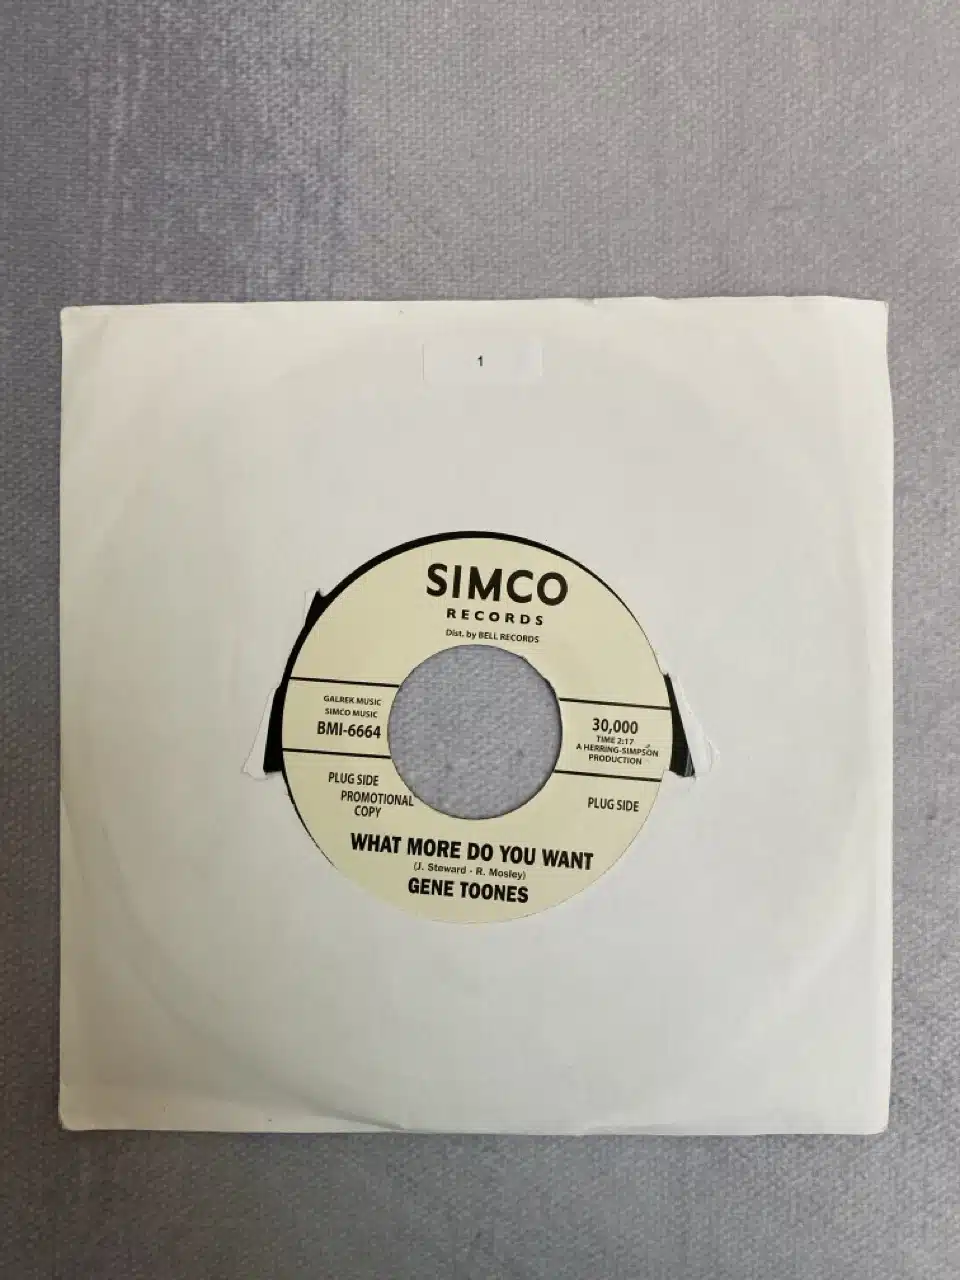 1
SIMCO
RECORDS
Dist. by BELL RECORDS
GALREK MUSIC
SIMCO MUSIC
BMI-6664
30,000
TIME 2:17
A HERRING-SIMPSON
PRODUCTION
PLUG SIDE
PROMOTIONAL
COPY
PLUG SIDE
WHAT MORE DO YOU WANT
(J. Steward - R. Mosley)
GENE TOONES